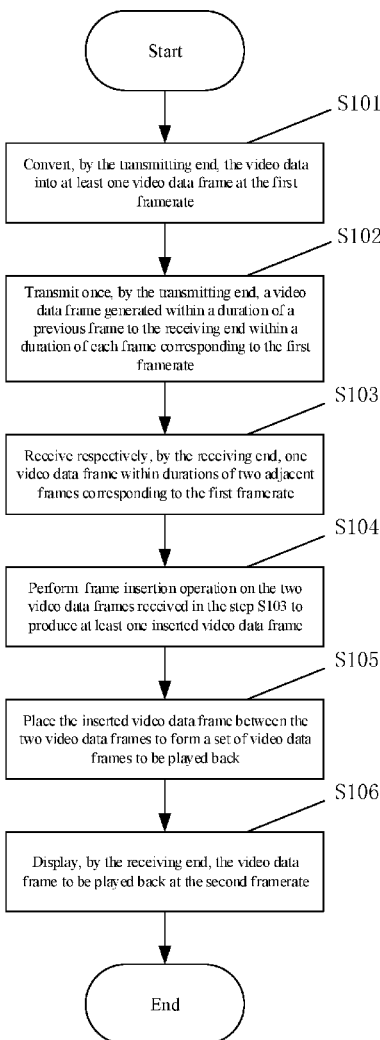 Start
S101
Convert, by the transmitting end, the video data
into at least one video data frame at the first
framerate
S102
Transmit once, by the transmitting end, a video
data frame generated within a duration of a
previous frame to the receiving end within a
duration of each frame corresponding to the first
framerate
S103
Receive respectively, by the receiving end, one
video data frame within durations of two adjacent
frames corresponding to the first framerate
S104
Perform frame insertion operation on the two
video data frames received in the step S103 to
produce at least one inserted video data frame
S105
Place the inserted video data frame between the
two video data frames to form a set of video data
frames to be played back
S106
Display, by the receiving end, the video data
frame to be played back at the second framerate
End